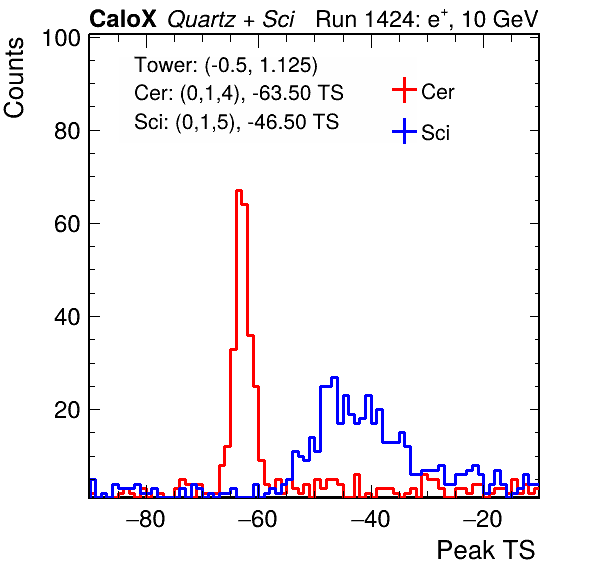 CaloX Quartz + Sci Run 1424: e⁺, 10 GeV
Counts
100
80
60
40
20
Tower: (-0.5, 1.125)
Cer: (0,1,4), -63.50 TS
Sci: (0,1,5), -46.50 TS
Cer
Sci
−80 −60 −40 −20
Peak TS